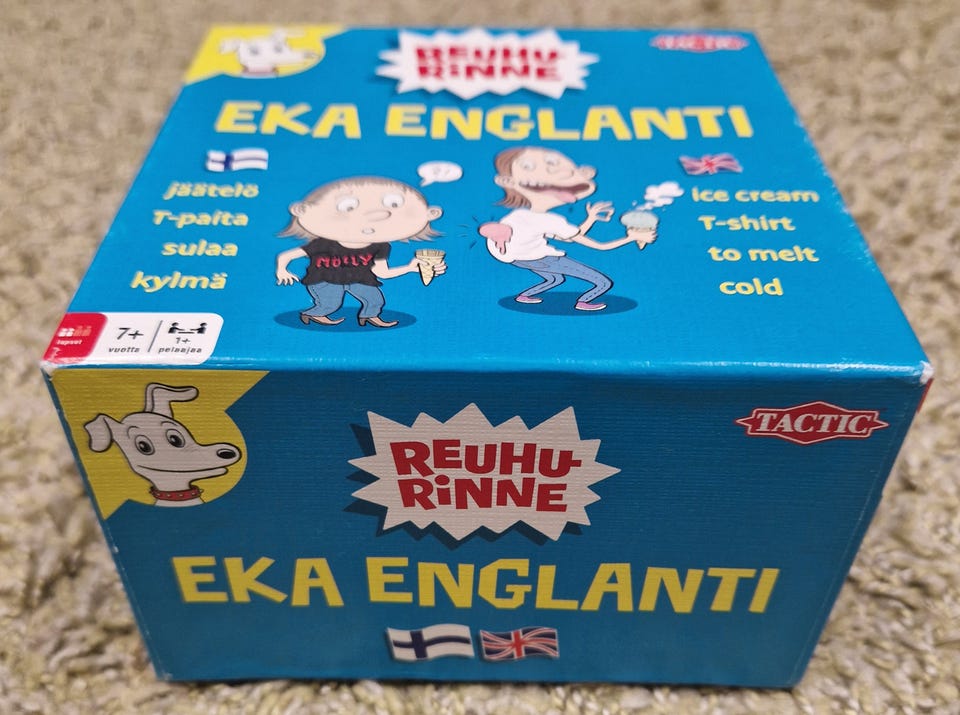 REUHU-
RiNNE
TACTIC
EKA ENGLANTI
jäätelö
T-paita
sulaa
kylmä
MOLLY
ice cream
T-shirt
to melt
cold
lapset
7+
vuotta
1+
pelaajaa
REUHU-
RiNNE
TACTIC
EKA ENGLANTI